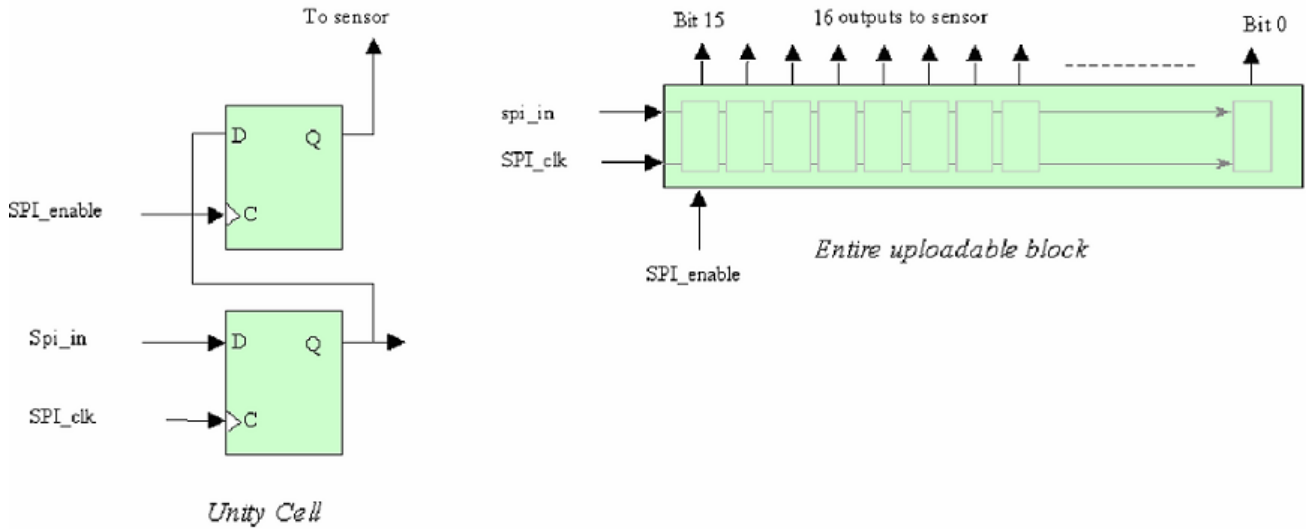 To sensor
D Q
SPI_enable
C
Spi_in
D Q
SPI_clk
C
Unity Cell
Bit 15
16 outputs to sensor
Bit 0
spi_in
SPI_clk
SPI_enable
Entire uploadable block